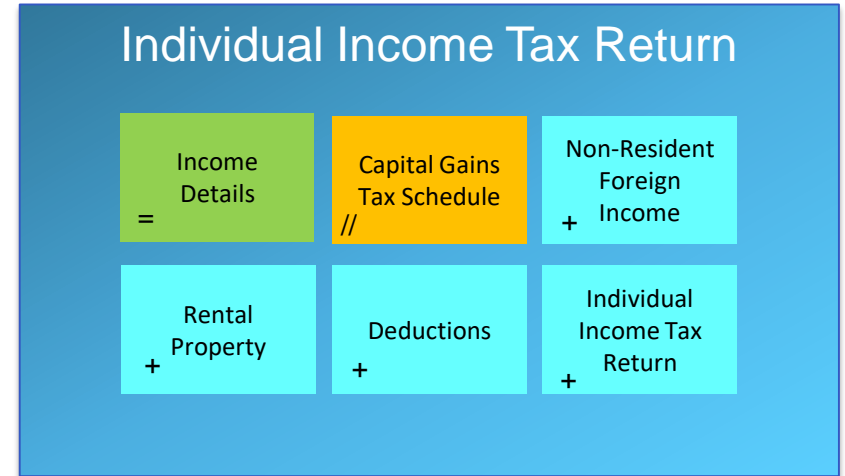 Individual Income Tax Return
Income
Details
=
Capital Gains
Tax Schedule
//
Non-Resident
Foreign
+ Income
Rental
Property
+
Deductions
+
Individual
Income Tax
Return
+